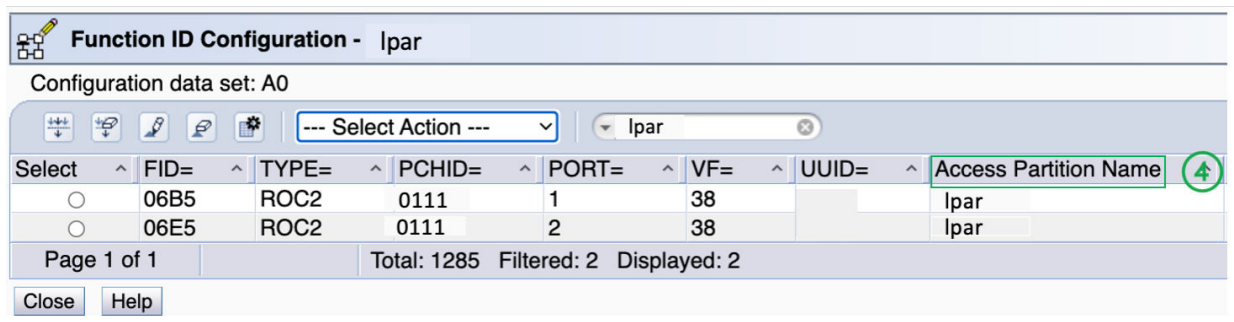 Function ID Configuration - lpar
Configuration data set: A0
--- Select Action --- lpar
Select FID= TYPE= PCHID= PORT= VF= UUID= Access Partition Name 4
06B5 ROC2 0111 1 38 lpar
06E5 ROC2 0111 2 38 lpar
Page 1 of 1 Total: 1285 Filtered: 2 Displayed: 2
Close Help